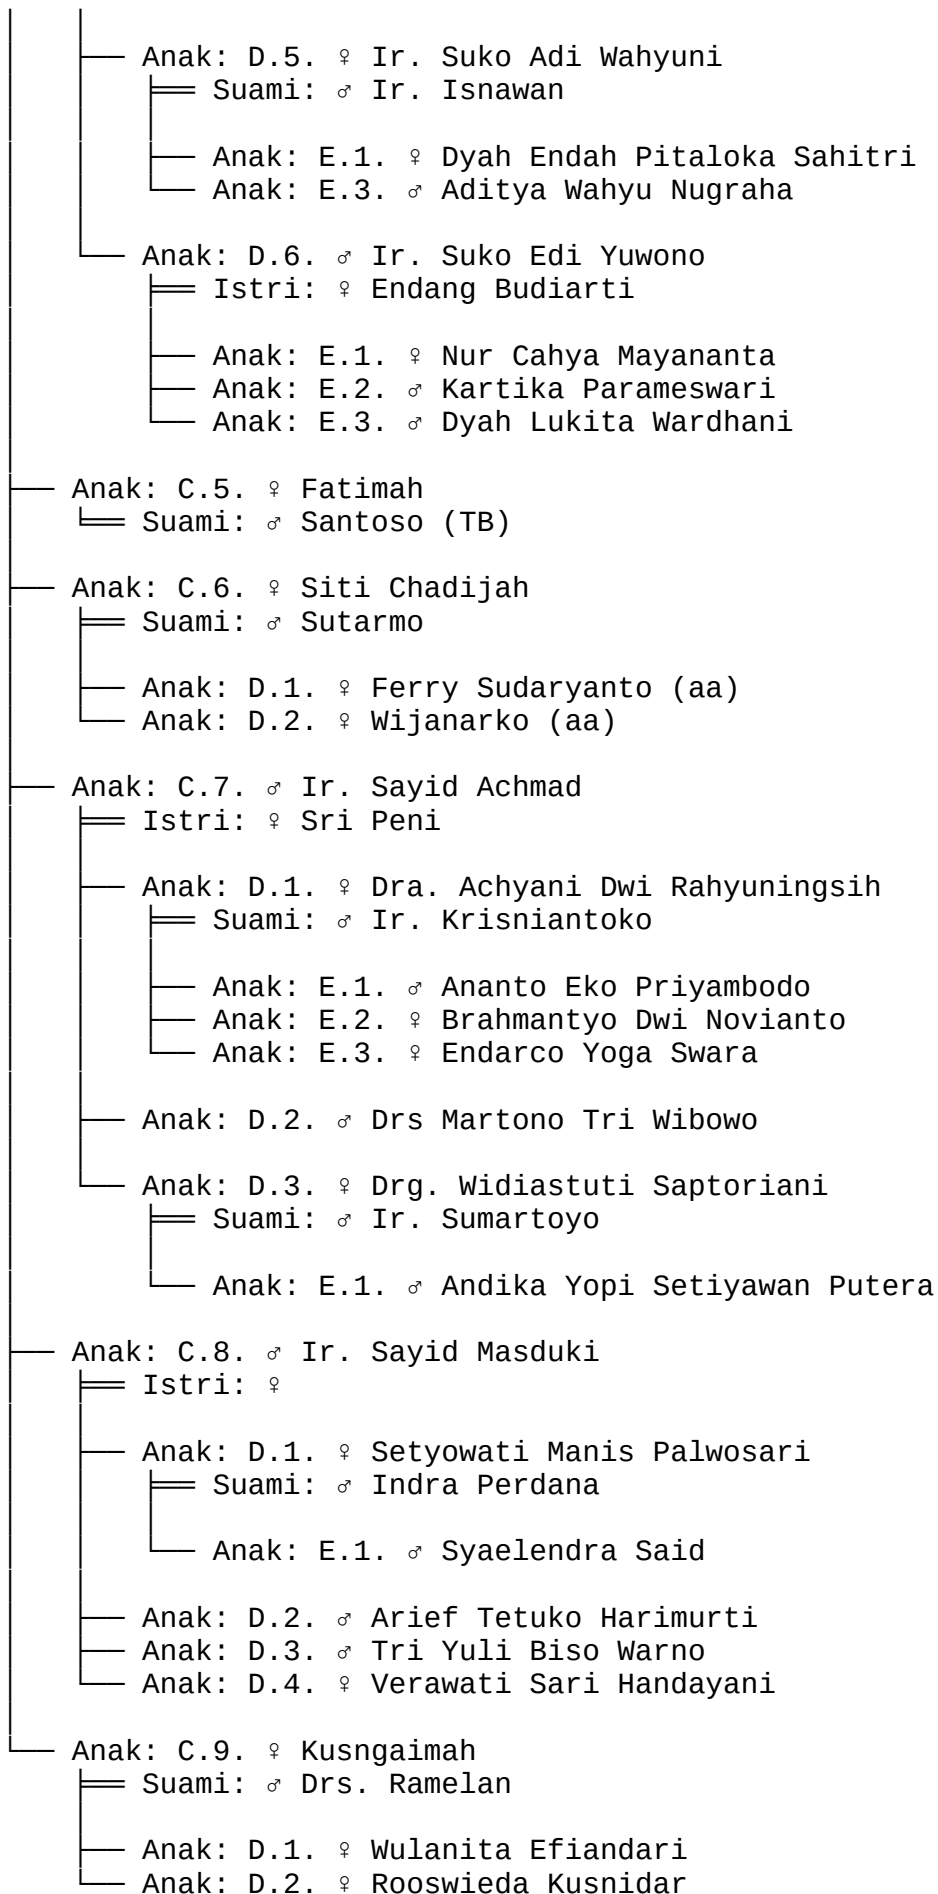 Anak: D.5. ♀ Ir. Suko Adi Wahyuni
Suami: ♂ Ir. Isnawan
Anak: E.1. ♀ Dyah Endah Pitaloka Sahitri
Anak: E.3. ♂ Aditya Wahyu Nugraha
Anak: D.6. ♂ Ir. Suko Edi Yuwono
Istri: ♀ Endang Budiarti
Anak: E.1. ♀ Nur Cahya Mayananta
Anak: E.2. ♂ Kartika Parameswari
Anak: E.3. ♂ Dyah Lukita Wardhani
Anak: C.5. ♀ Fatimah
Suami: ♂ Santoso (TB)
Anak: C.6. ♀ Siti Chadijah
Suami: ♂ Sutarmo
Anak: D.1. ♀ Ferry Sudaryanto (aa)
Anak: D.2. ♀ Wijanarko (aa)
Anak: C.7. ♂ Ir. Sayid Achmad
Istri: ♀ Sri Peni
Anak: D.1. ♀ Dra. Achyani Dwi Rahyuningsih
Suami: ♂ Ir. Krisniantoko
Anak: E.1. ♂ Ananto Eko Priyambodo
Anak: E.2. ♀ Brahmantyo Dwi Novianto
Anak: E.3. ♀ Endarco Yoga Swara
Anak: D.2. ♂ Drs Martono Tri Wibowo
Anak: D.3. ♀ Drg. Widiastuti Saptoriani
Suami: ♂ Ir. Sumartoyo
Anak: E.1. ♂ Andika Yopi Setiyawan Putera
Anak: C.8. ♂ Ir. Sayid Masduki
Istri: ♀
Anak: D.1. ♀ Setyowati Manis Palwosari
Suami: ♂ Indra Perdana
Anak: E.1. ♂ Syaelendra Said
Anak: D.2. ♂ Arief Tetuko Harimurti
Anak: D.3. ♂ Tri Yuli Biso Warno
Anak: D.4. ♀ Verawati Sari Handayani
Anak: C.9. ♀ Kusngaimah
Suami: ♂ Drs. Ramelan
Anak: D.1. ♀ Wulanita Efiandari
Anak: D.2. ♀ Rooswieda Kusnidar